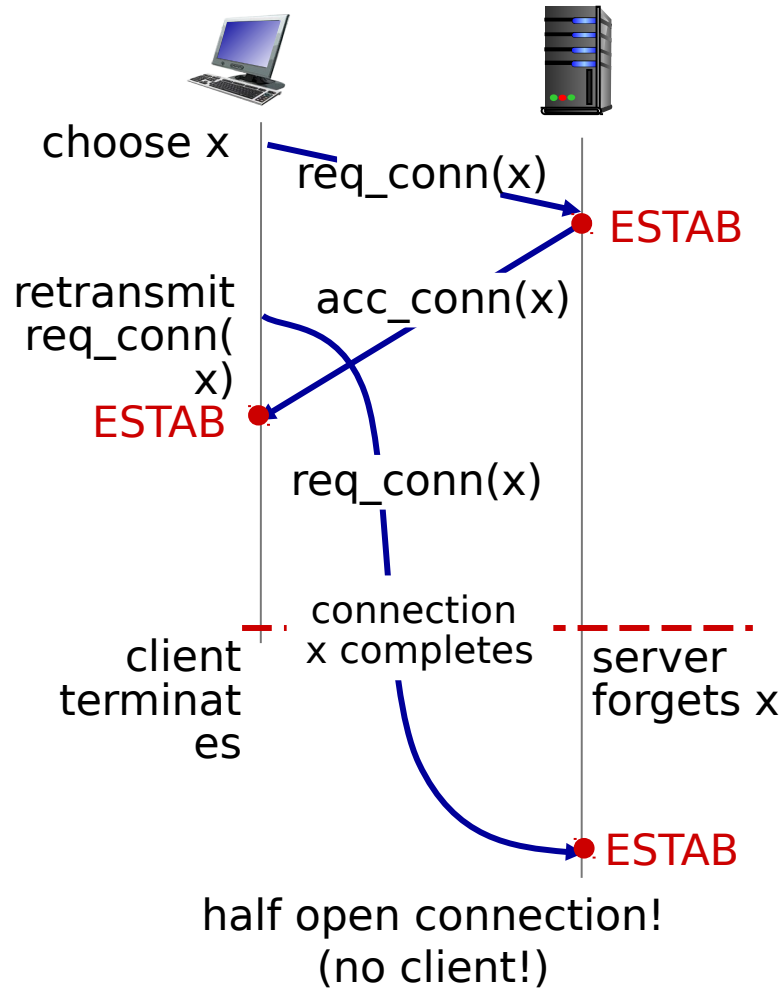 choose x
req_conn(x)
ESTAB
retransmit
req_conn(
x)
acc_conn(x)
ESTAB
req_conn(x)
connection
x completes
client
terminat
es
server
forgets x
ESTAB
half open connection!
(no client!)